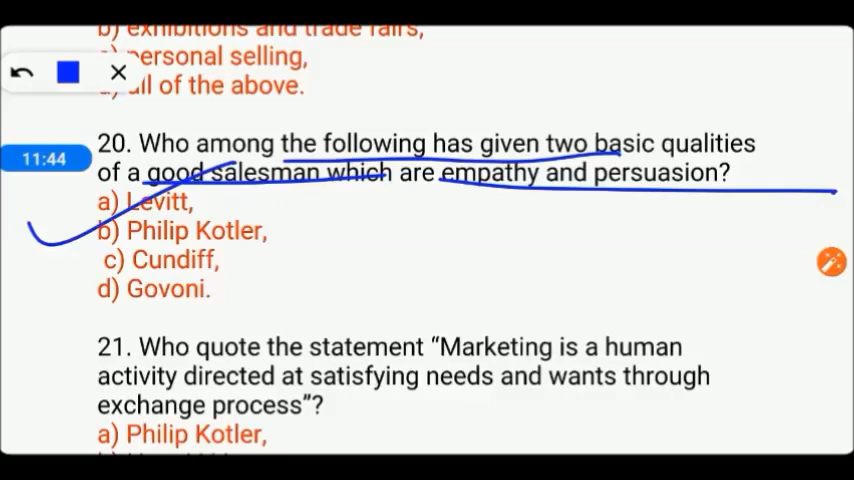 b) exhibitions and trade fairs,
personal selling,
all of the above.
11:44
20. Who among the following has given two basic qualities
of a good salesman which are empathy and persuasion?
a) Levitt,
b) Philip Kotler,
c) Cundiff,
d) Govoni.
21. Who quote the statement “Marketing is a human
activity directed at satisfying needs and wants through
exchange process”?
a) Philip Kotler,